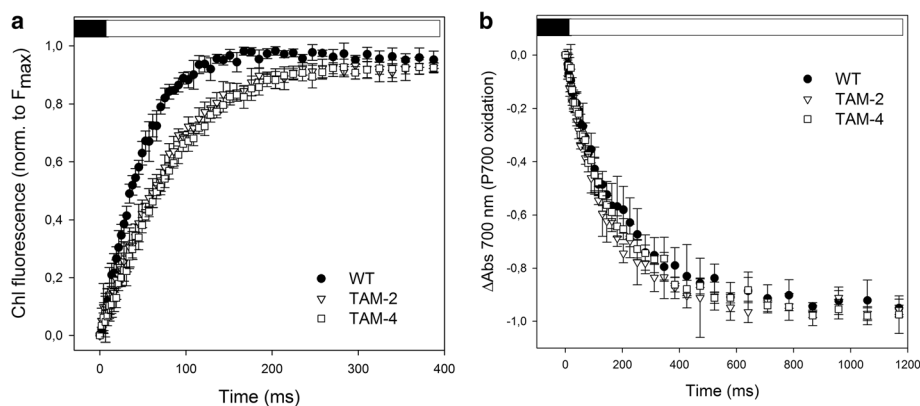 a
Chl fluorescence (norm. to Fmax)
1,0
0,8
0,6
0,4
0,2
0,0
WT
TAM-2
TAM-4
0
100
200
300
400
Time (ms)
b
ΔAbs 700 nm (P700 oxidation)
0,0
-0,2
-0,4
-0,6
-0,8
-1,0
WT
TAM-2
TAM-4
0
200
400
600
800
1000
1200
Time (ms)